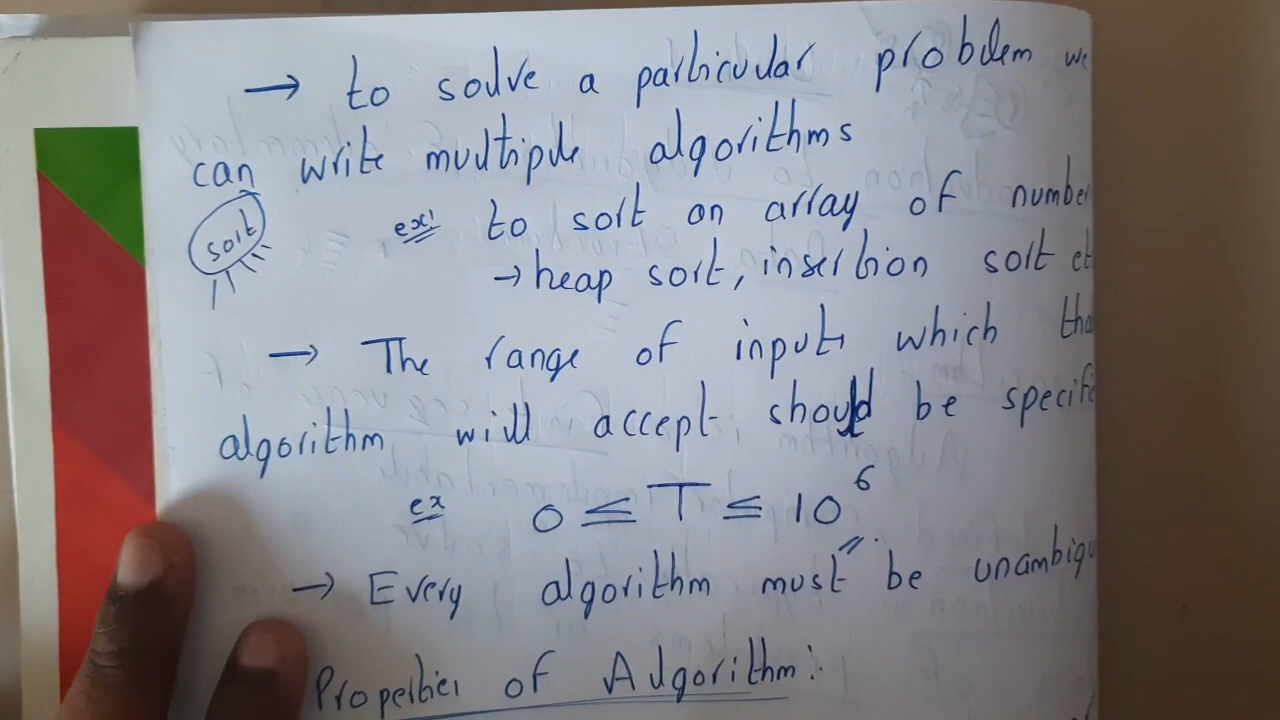 → to solve a particular problem we
can write multiple algorithms
sort
ex: to sort an array of number
→ heap sort, insertion sort et
→ The range of inputs which tha
algorithm will accept should be specifi
ex 0 ≤ T ≤ 10⁶
→ Every algorithm must be unambigu
Properties of Algorithm: